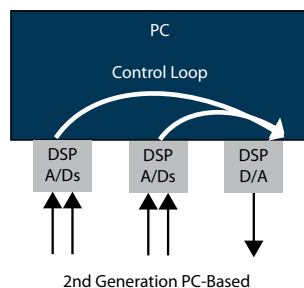 PC
Control Loop
DSP
A/Ds
DSP
A/Ds
DSP
D/A
2nd Generation PC-Based